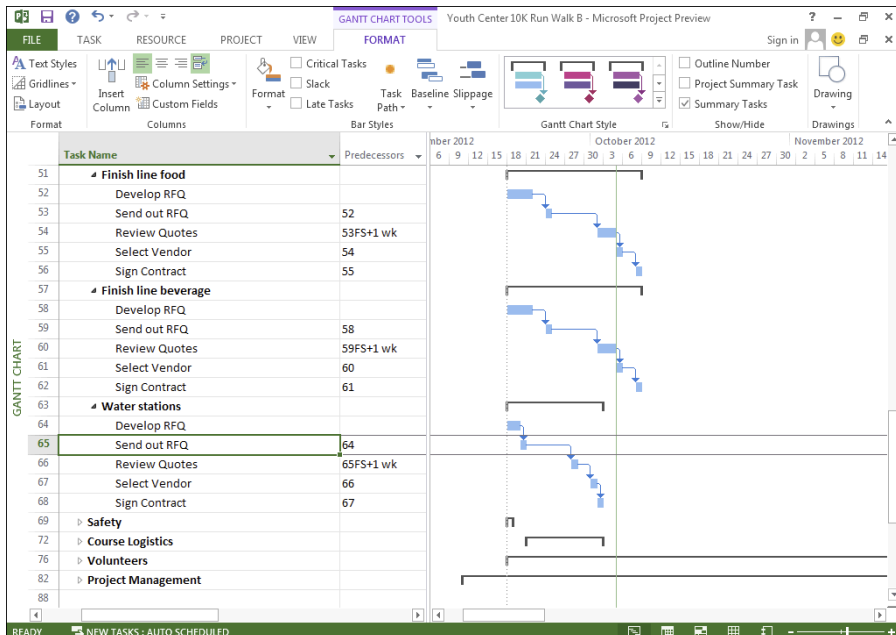 GANTT CHART TOOLS Youth Center 10K Run Walk B - Microsoft Project Preview
FILE TASK RESOURCE PROJECT VIEW FORMAT Sign in
Text Styles
Gridlines
Layout
Format
Insert Column
Column Settings
Custom Fields
Columns
Format
Critical Tasks
Slack
Late Tasks
Task Path
Baseline
Slippage
Bar Styles
Gantt Chart Style
Outline Number
Project Summary Task
Summary Tasks
Show/Hide
Drawing
Drawings
nber 2012 October 2012 November 2012
Task Name Predecessors 6 9 12 15 18 21 24 27 30 3 6 9 12 15 18 21 24 27 30 2 5 8 11 14
51 Finish line food
52 Develop RFQ
53 Send out RFQ 52
54 Review Quotes 53FS+1 wk
55 Select Vendor 54
56 Sign Contract 55
57 Finish line beverage
58 Develop RFQ
59 Send out RFQ 58
60 Review Quotes 59FS+1 wk
61 Select Vendor 60
62 Sign Contract 61
63 Water stations
64 Develop RFQ
65 Send out RFQ 64
66 Review Quotes 65FS+1 wk
67 Select Vendor 66
68 Sign Contract 67
69 Safety
72 Course Logistics
76 Volunteers
82 Project Management
88
GANTT CHART
READY NEW TASKS : AUTO SCHEDULED